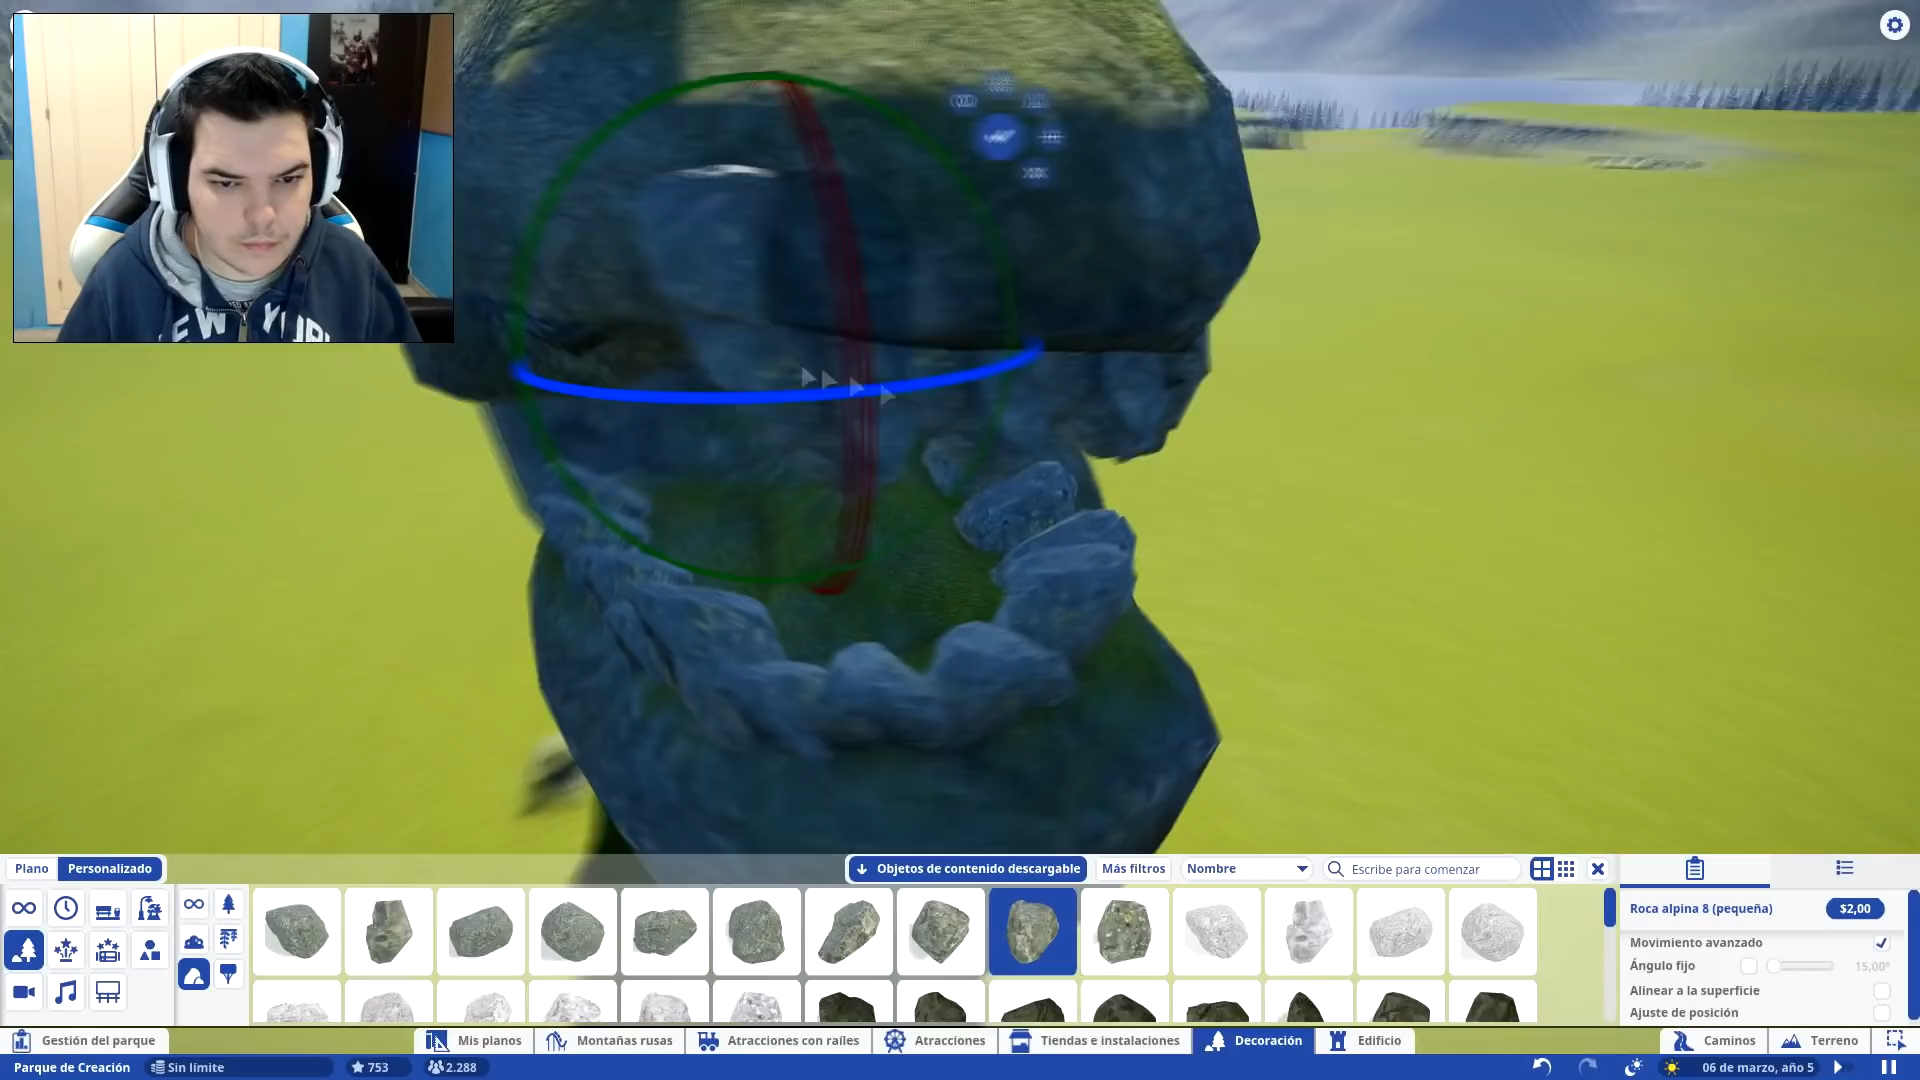 EW YOR
Plano
Personalizado
Objetos de contenido descargable
Más filtros
Nombre
Escribe para comenzar
Roca alpina 8 (pequeña)
$2,00
Movimiento avanzado
Ángulo fijo
15,00°
Alinear a la superficie
Ajuste de posición
Gestión del parque
Mis planos
Montañas rusas
Atracciones con raíles
Atracciones
Tiendas e instalaciones
Decoración
Edificio
Caminos
Terreno
Parque de Creación
Sin límite
753
2.288
06 de marzo, año 5